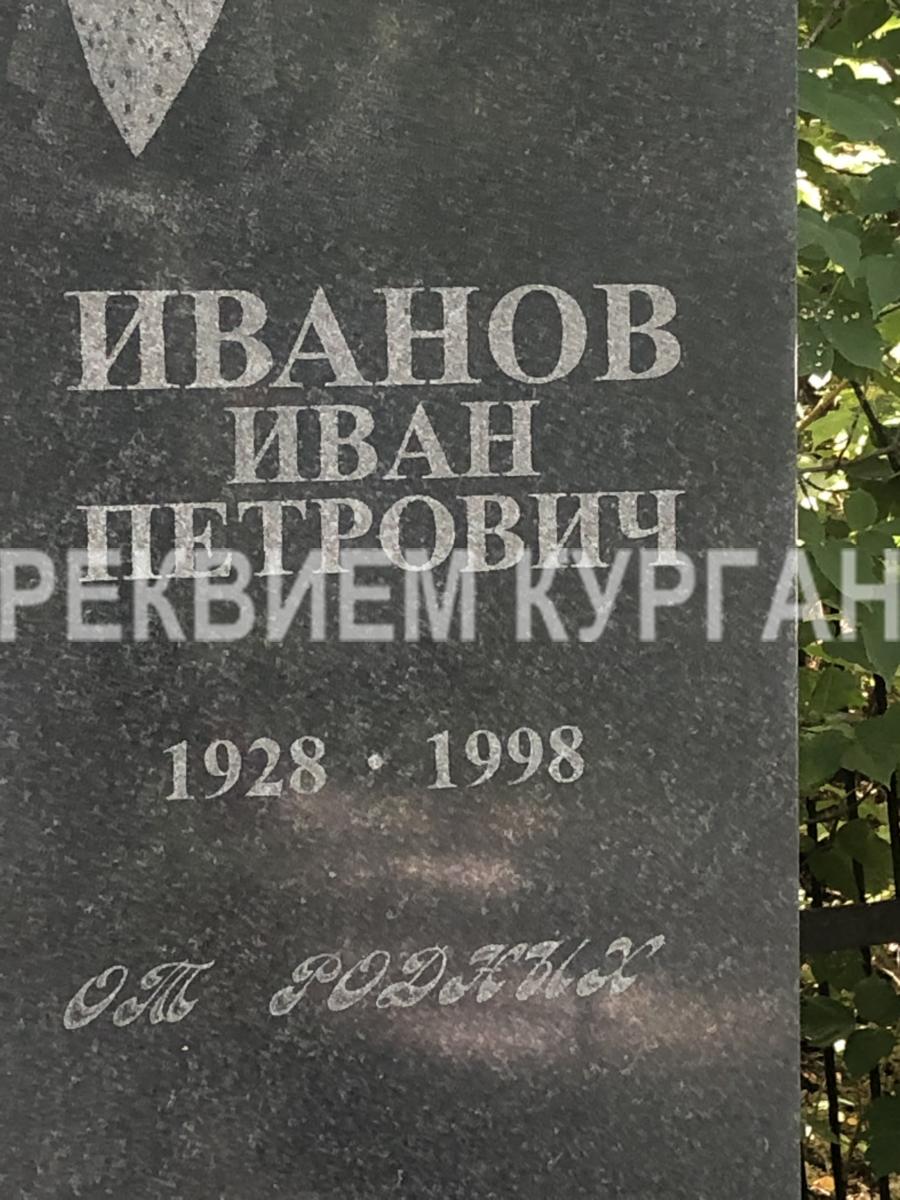 ИВАНОВ
ИВАН
ПЕТРОВИЧ
РЕКВИЕМ КУРГАН
1928 · 1998
ОТ РОДНЫХ